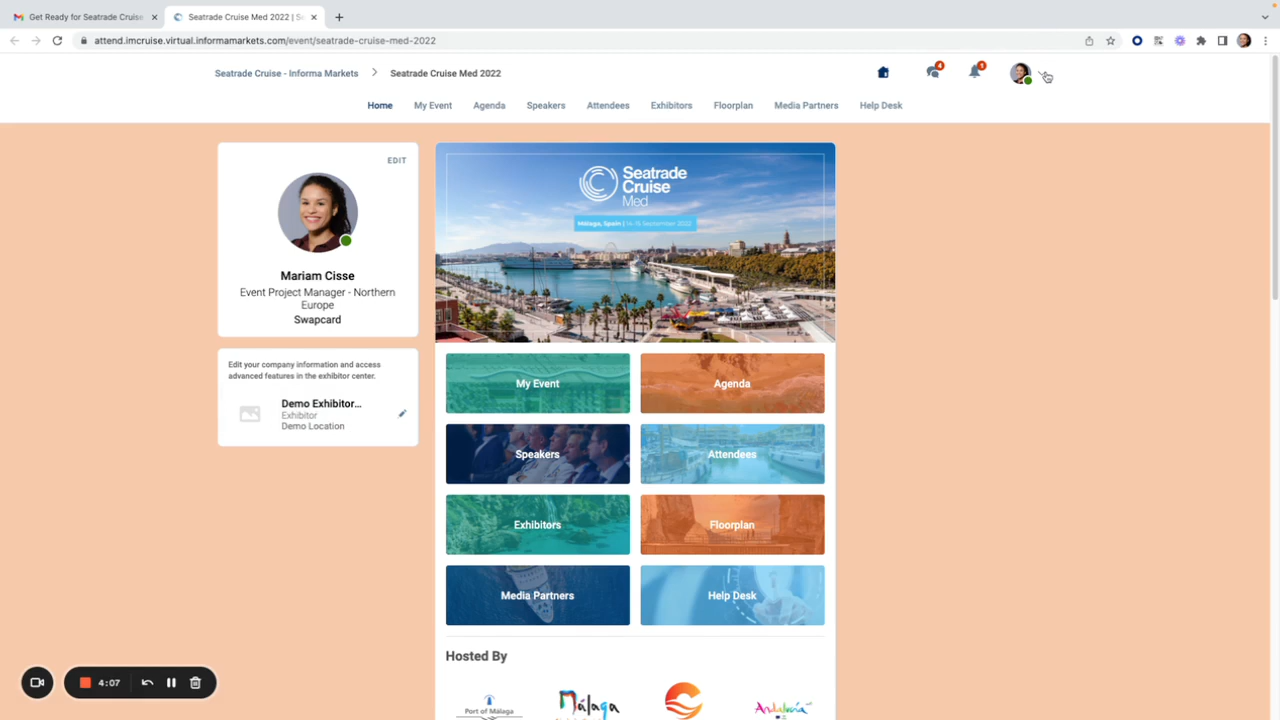 Get Ready for Seatrade Cruise
Seatrade Cruise Med 2022 | Se
attend.imcruise.virtual.informamarkets.com/event/seatrade-cruise-med-2022
Seatrade Cruise - Informa Markets
Seatrade Cruise Med 2022
4
1
Home
My Event
Agenda
Speakers
Attendees
Exhibitors
Floorplan
Media Partners
Help Desk
EDIT
Mariam Cisse
Event Project Manager - Northern
Europe
Swapcard
Edit your company information and access
advanced features in the exhibitor center.
Demo Exhibitor...
Exhibitor
Demo Location
Seatrade
Cruise
Med
Málaga, Spain | 14-15 September 2022
My Event
Agenda
Speakers
Attendees
Exhibitors
Floorplan
Media Partners
Help Desk
Hosted By
Port of Málaga
Málaga
Andalucía
4:07